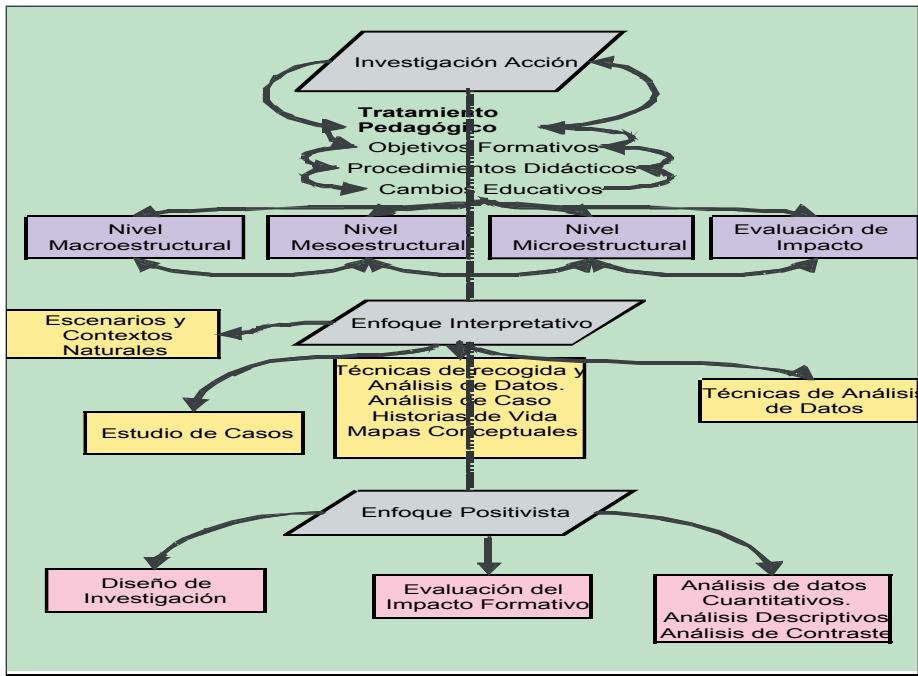 Investigación Acción
Tratamiento
Pedagógico
Objetivos Formativos
Procedimientos Didácticos
Cambios Educativos
Nivel
Macroestructural
Nivel
Mesoestructural
Nivel
Microestructural
Evaluación de
Impacto
Enfoque Interpretativo
Escenarios y
Contextos
Naturales
Estudio de Casos
Técnicas de recogida y
Análisis de Datos.
Análisis de Caso
Historias de Vida
Mapas Conceptuales
Técnicas de Análisis
de Datos
Enfoque Positivista
Diseño de
Investigación
Evaluación del
Impacto Formativo
Análisis de datos
Cuantitativos.
Análisis Descriptivos
Análisis de Contraste